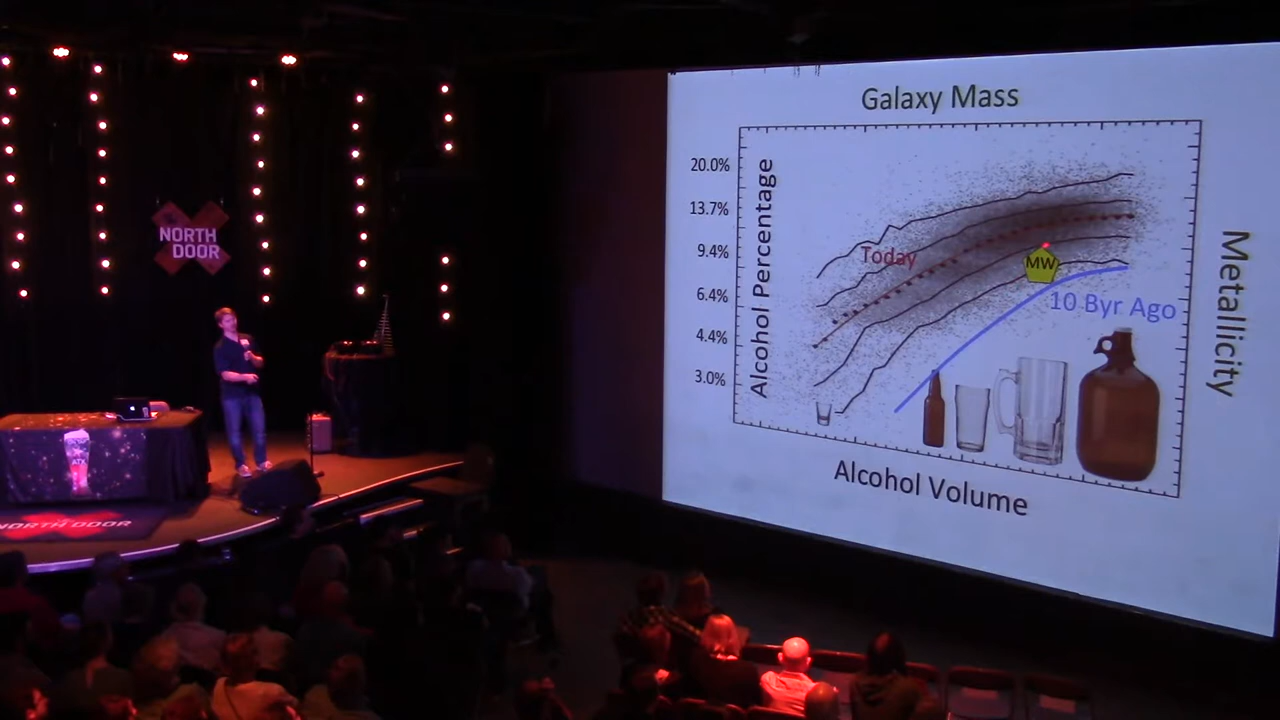 NORTH
DOOR
ATX
NORTH DOOR
Galaxy Mass
20.0%
13.7%
9.4%
6.4%
4.4%
3.0%
Alcohol Percentage
Today
MW
10 Byr Ago
Metallicity
Alcohol Volume